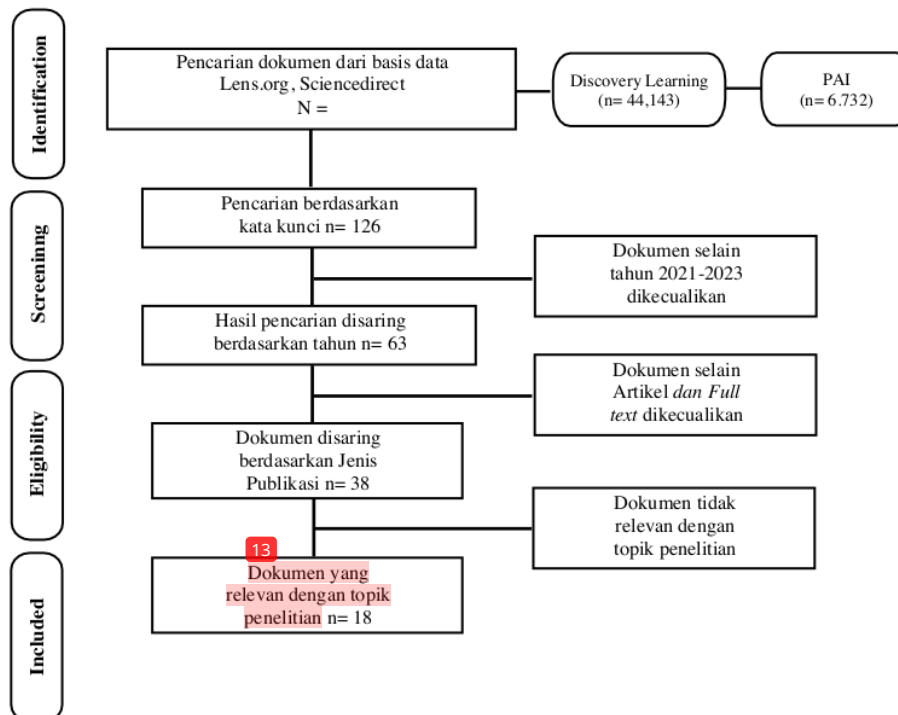 Identification
Pencarian dokumen dari basis data
Lens.org, Sciencedirect
N =
Discovery Learning
(n= 44,143)
PAI
(n= 6.732)
Screening
Pencarian berdasarkan
kata kunci n= 126
Dokumen selain
tahun 2021-2023
dikecualikan
Hasil pencarian disaring
berdasarkan tahun n= 63
Eligibility
Dokumen selain
Artikel dan Full
text dikecualikan
Dokumen disaring
berdasarkan Jenis
Publikasi n= 38
Dokumen tidak
relevan dengan
topik penelitian
Included
13
Dokumen yang
relevan dengan topik
penelitian n= 18